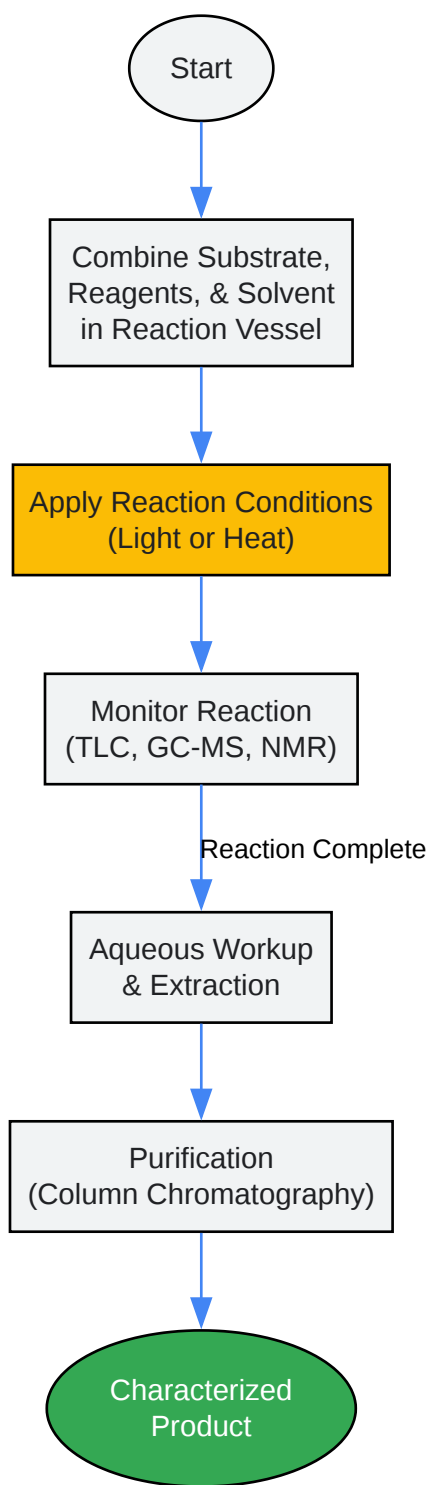 Start
Combine Substrate,
Reagents, & Solvent
in Reaction Vessel
Apply Reaction Conditions
(Light or Heat)
Monitor Reaction
(TLC, GC-MS, NMR)
Reaction Complete
Aqueous Workup
& Extraction
Purification
(Column Chromatography)
Characterized
Product